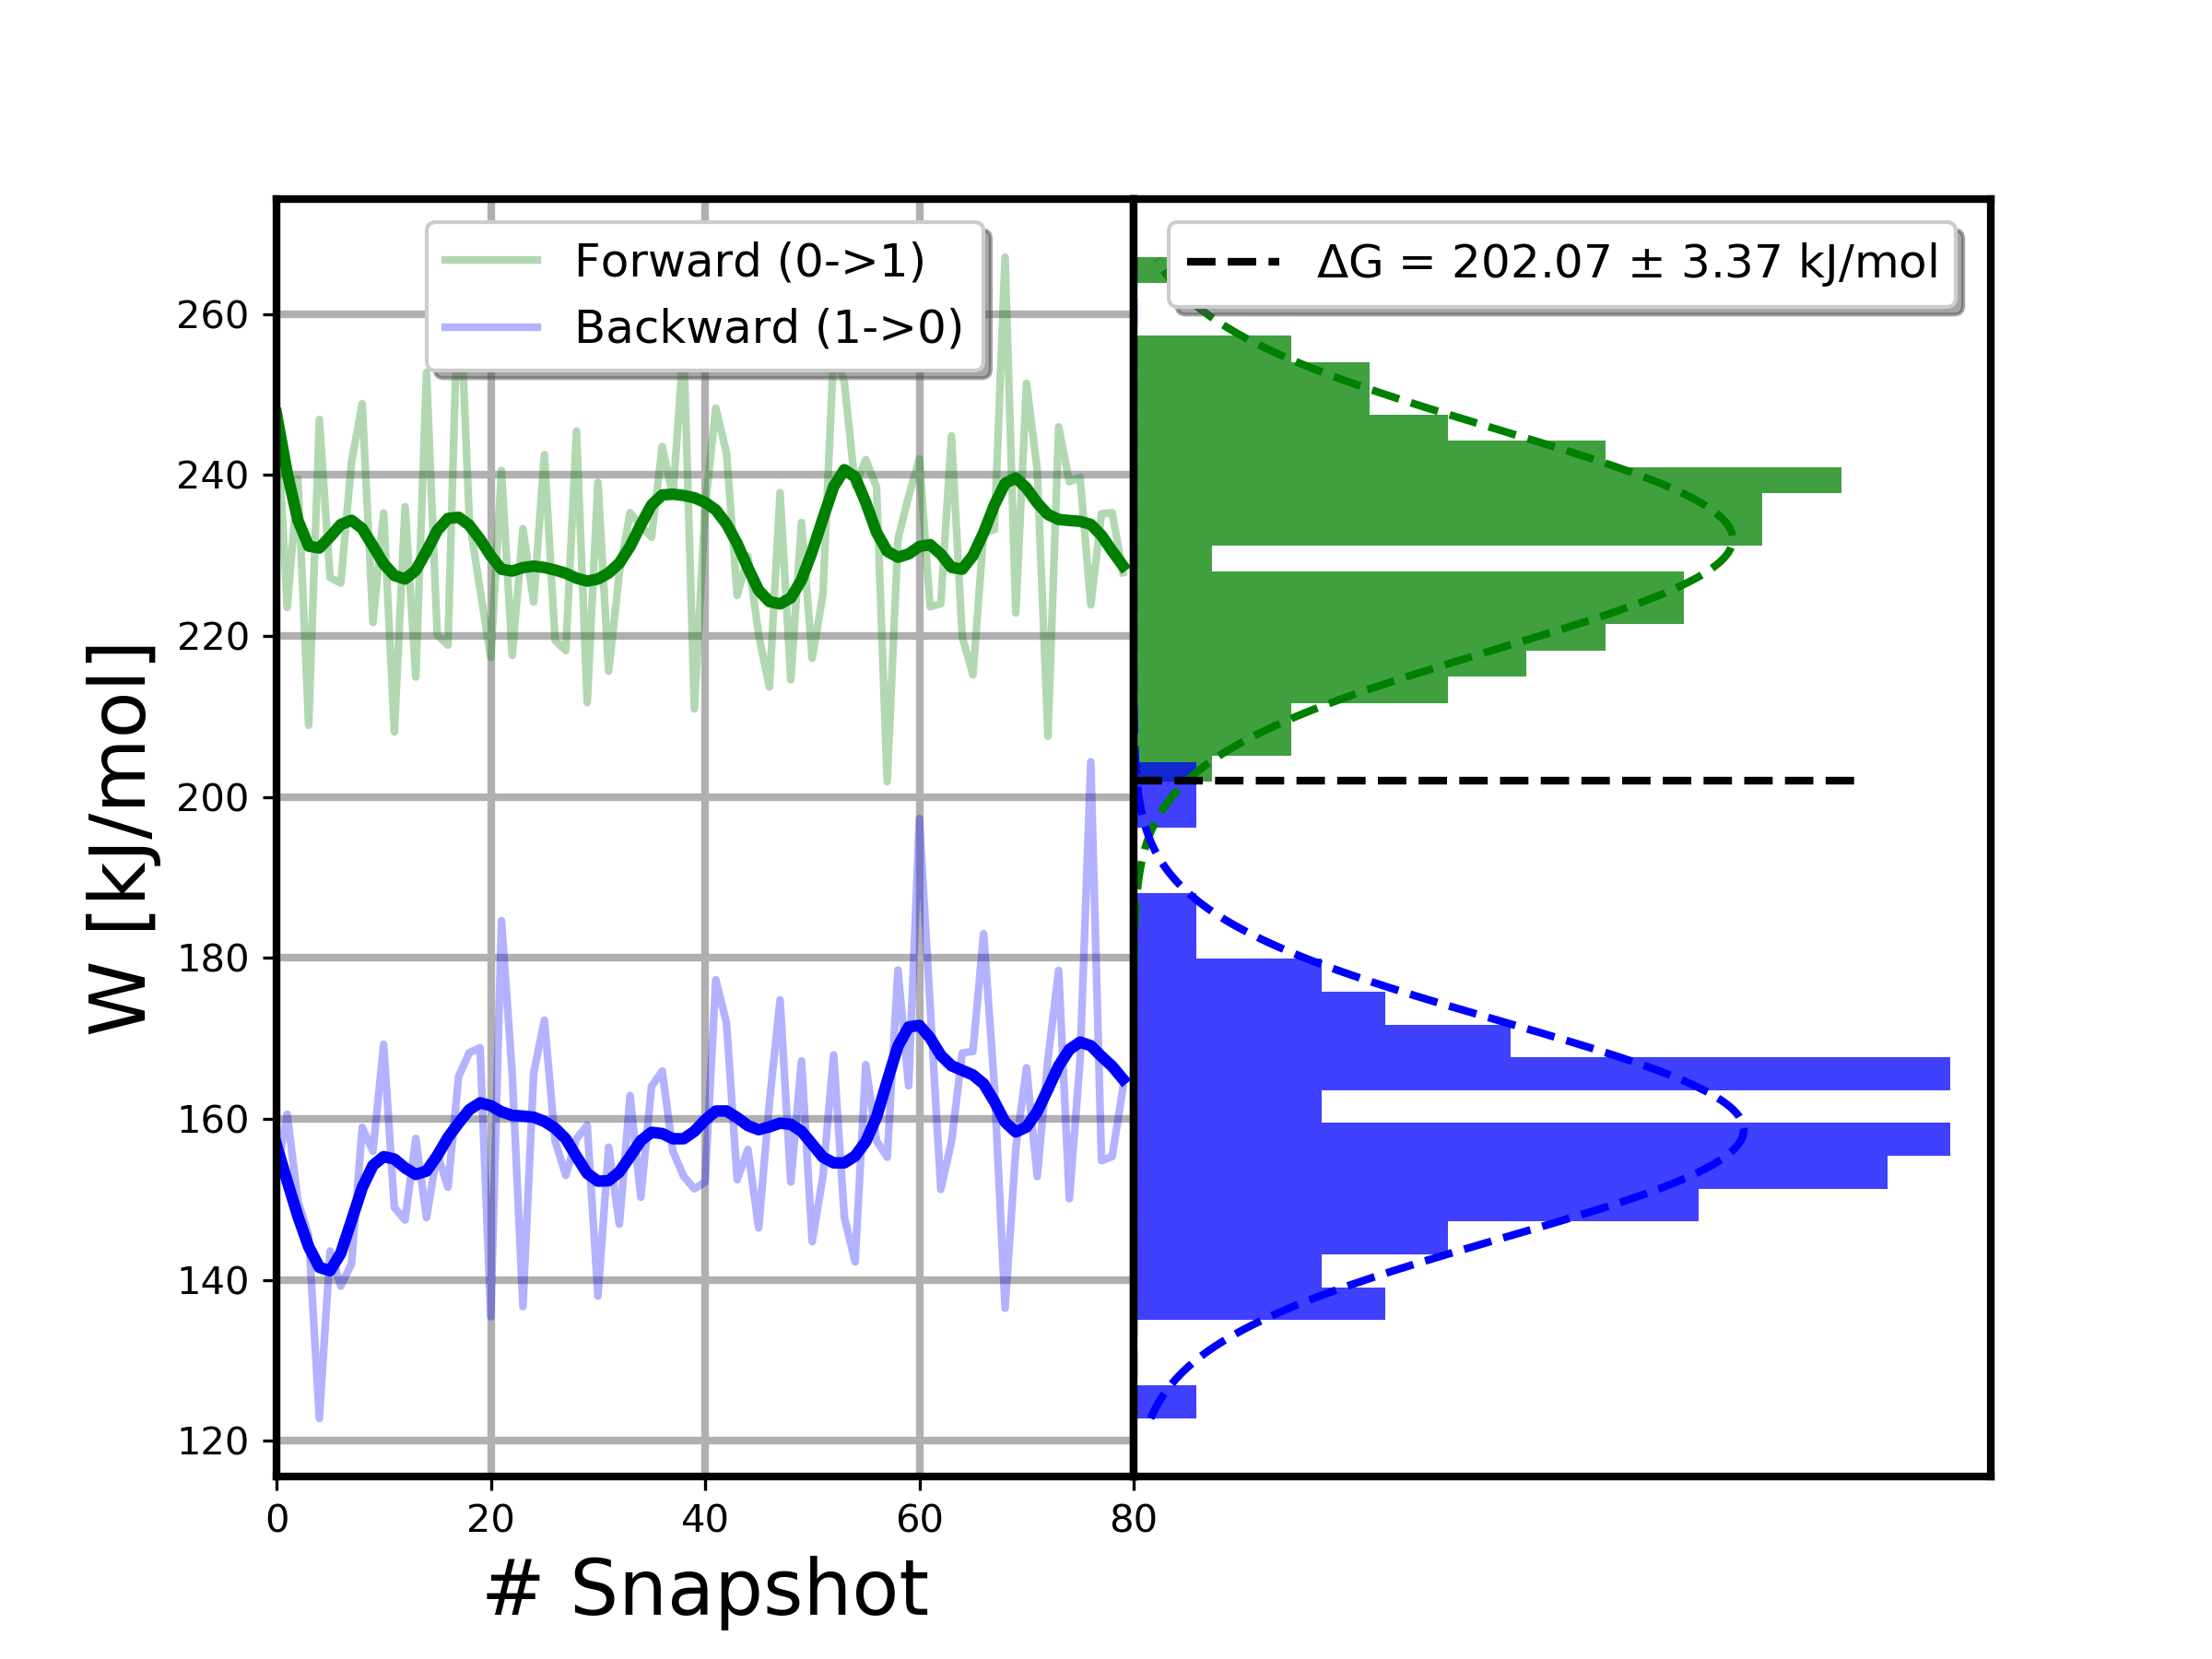 Forward (0->1)
Backward (1->0)
ΔG = 202.07 ± 3.37 kJ/mol
W [kJ/mol]
260
240
220
200
180
160
140
120
0 20 40 60 80
# Snapshot